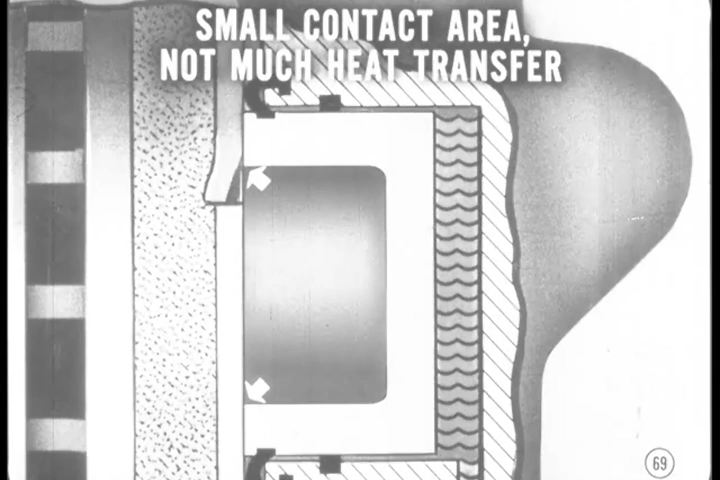 SMALL CONTACT AREA,
NOT MUCH HEAT TRANSFER
69